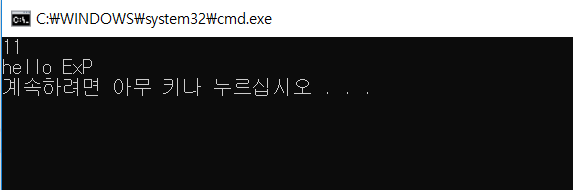 C:₩WINDOWS₩system32₩cmd.exe
11
hello ExP
계속하려면 아무 키나 누르십시오 . . .